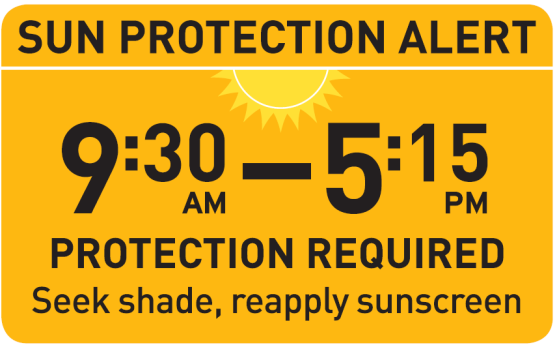 SUN PROTECTION ALERT
9:30 AM — 5:15 PM
PROTECTION REQUIRED
Seek shade, reapply sunscreen